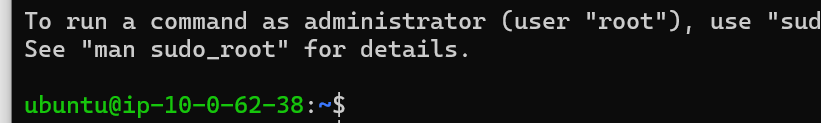 To run a command as administrator (user "root"), use "sud
See "man sudo_root" for details.
ubuntu@ip-10-0-62-38:~$